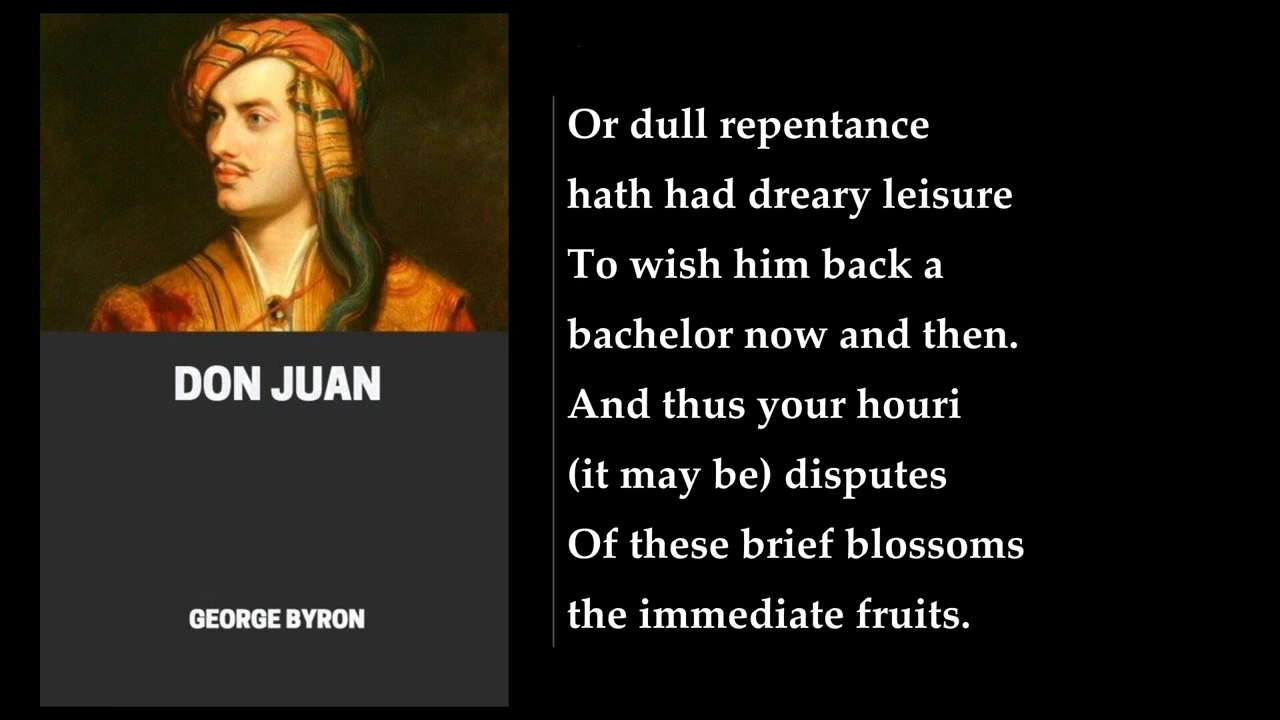 DON JUAN
GEORGE BYRON
Or dull repentance
hath had dreary leisure
To wish him back a
bachelor now and then.
And thus your houri
(it may be) disputes
Of these brief blossoms
the immediate fruits.